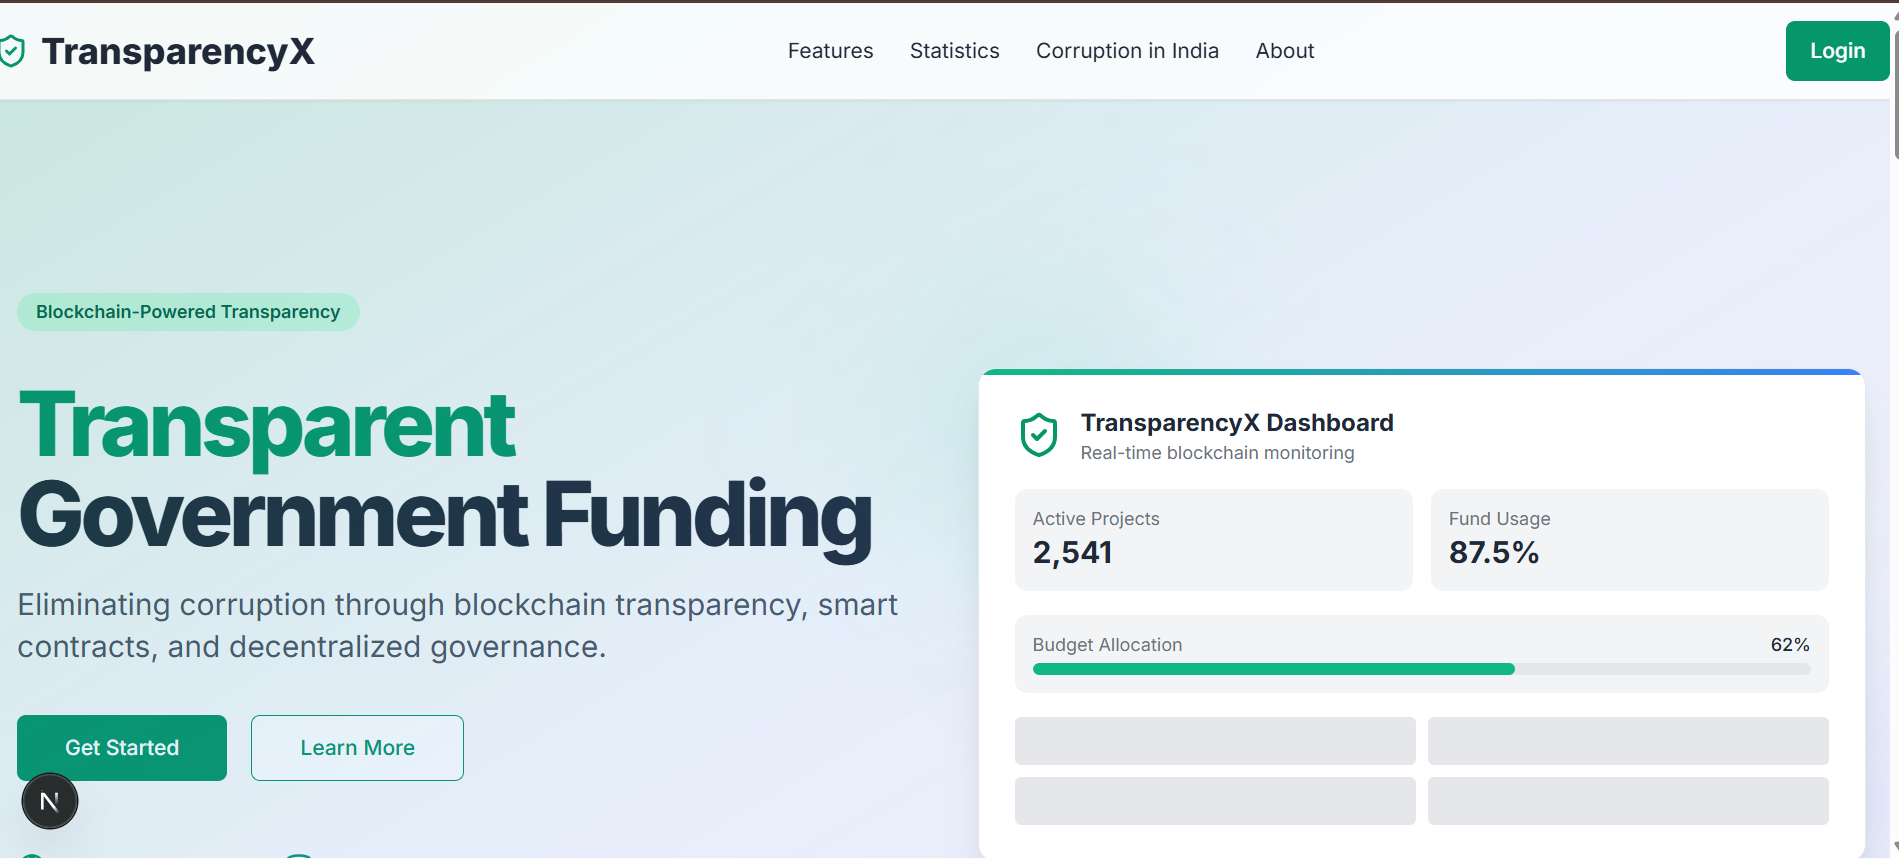 TransparencyX
Features
Statistics
Corruption in India
About
Login
Blockchain-Powered Transparency
Transparent
Government Funding
Eliminating corruption through blockchain transparency, smart
contracts, and decentralized governance.
Get Started
Learn More
N
TransparencyX Dashboard
Real-time blockchain monitoring
Active Projects
2,541
Fund Usage
87.5%
Budget Allocation
62%